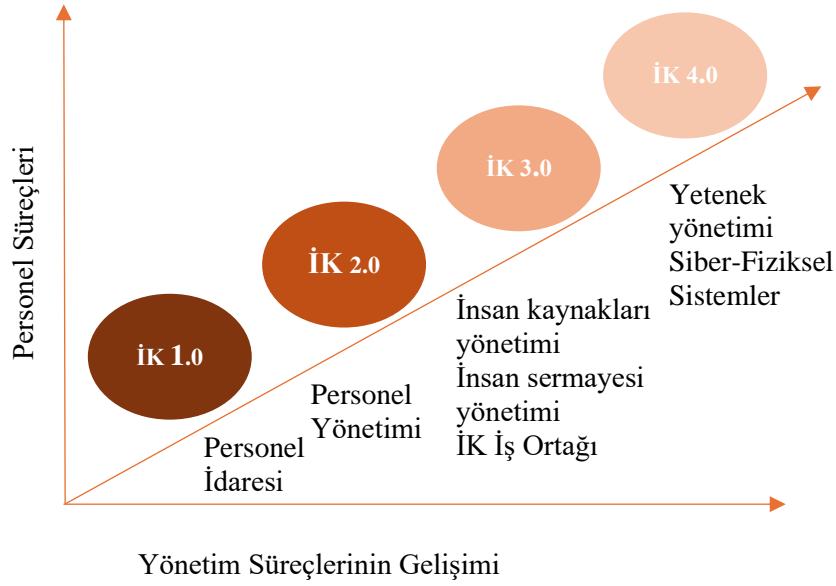 Personel Süreçleri
İK 1.0
İK 2.0
İK 3.0
İK 4.0
Personel
İdaresi
Personel
Yönetimi
İnsan kaynakları
yönetimi
İnsan sermayesi
yönetimi
İK İş Ortağı
Yetenek
yönetimi
Siber-Fiziksel
Sistemler
Yönetim Süreçlerinin Gelişimi